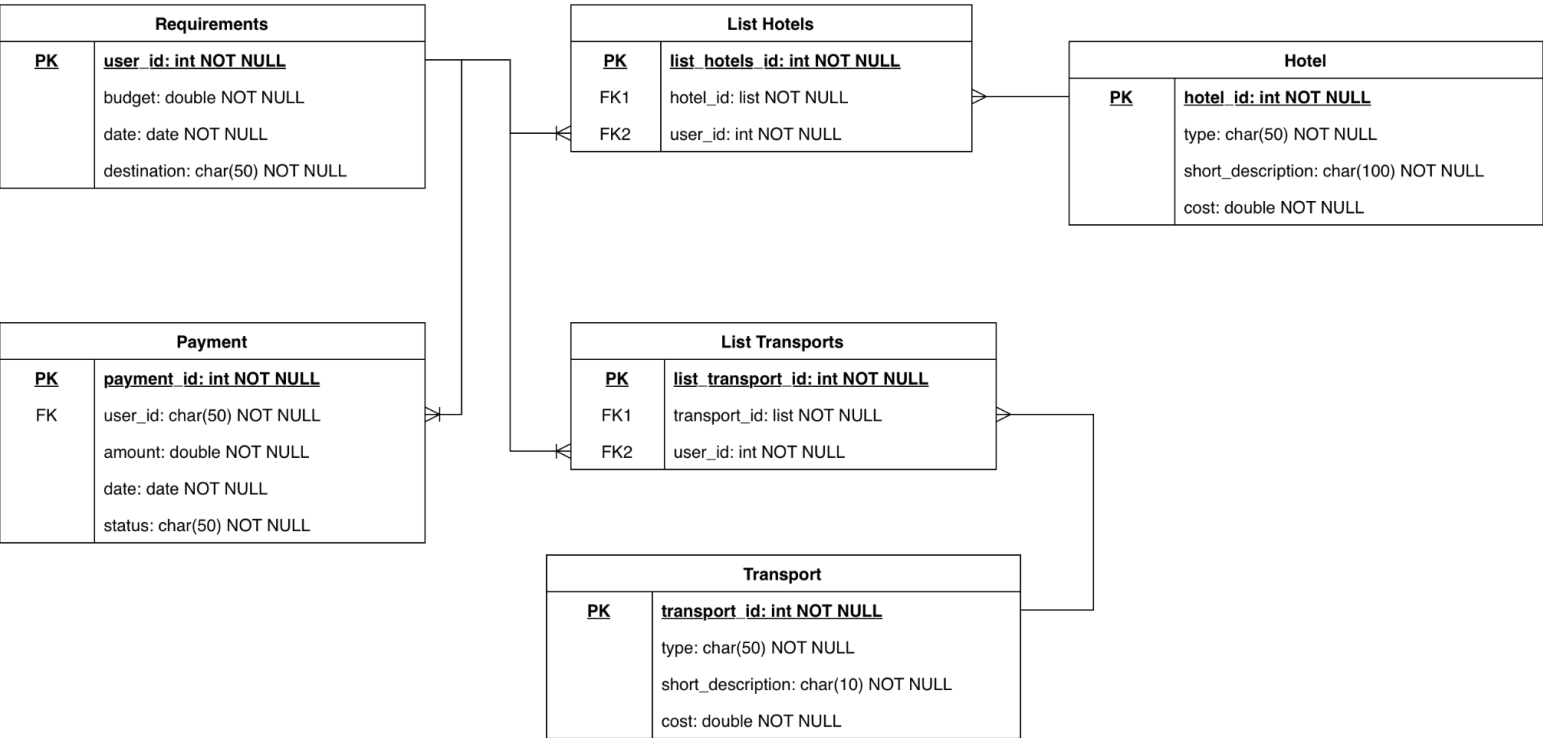 Requirements
PK user_id: int NOT NULL
budget: double NOT NULL
date: date NOT NULL
destination: char(50) NOT NULL
List Hotels
PK list_hotels_id: int NOT NULL
FK1 hotel_id: list NOT NULL
FK2 user_id: int NOT NULL
Hotel
PK hotel_id: int NOT NULL
type: char(50) NOT NULL
short_description: char(100) NOT NULL
cost: double NOT NULL
Payment
PK payment_id: int NOT NULL
FK user_id: char(50) NOT NULL
amount: double NOT NULL
date: date NOT NULL
status: char(50) NOT NULL
List Transports
PK list_transport_id: int NOT NULL
FK1 transport_id: list NOT NULL
FK2 user_id: int NOT NULL
Transport
PK transport_id: int NOT NULL
type: char(50) NOT NULL
short_description: char(10) NOT NULL
cost: double NOT NULL